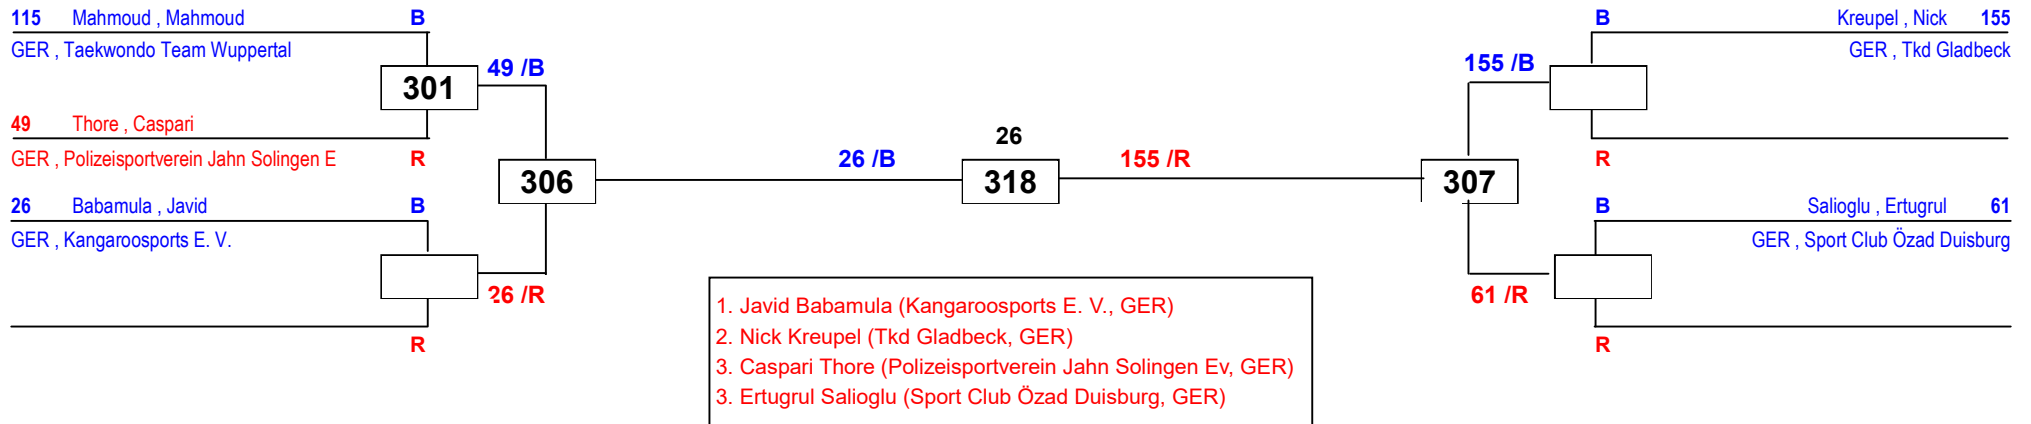 115 Mahmoud , Mahmoud B
GER , Taekwondo Team Wuppertal
301
49 /B
49 Thore , Caspari
GER , Polizeisportverein Jahn Solingen E R
306
26 Babamula , Javid B
GER , Kangaroosports E. V.
26 /R
R
26 /B
26
318
155 /R
B Kreupel , Nick 155
GER , Tkd Gladbeck
155 /B
R
307
B Salioglu , Ertugrul 61
GER , Sport Club Özad Duisburg
61 /R
R
1. Javid Babamula (Kangaroosports E. V., GER)
2. Nick Kreupel (Tkd Gladbeck, GER)
3. Caspari Thore (Polizeisportverein Jahn Solingen Ev, GER)
3. Ertugrul Salioglu (Sport Club Özad Duisburg, GER)